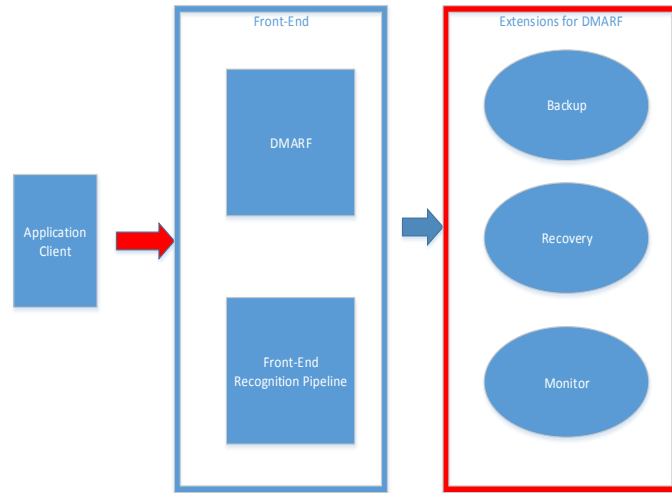 Front-End
Extensions for DMARF
Backup
DMARF
Application
Client
Recovery
Front-End
Recognition Pipeline
Monitor